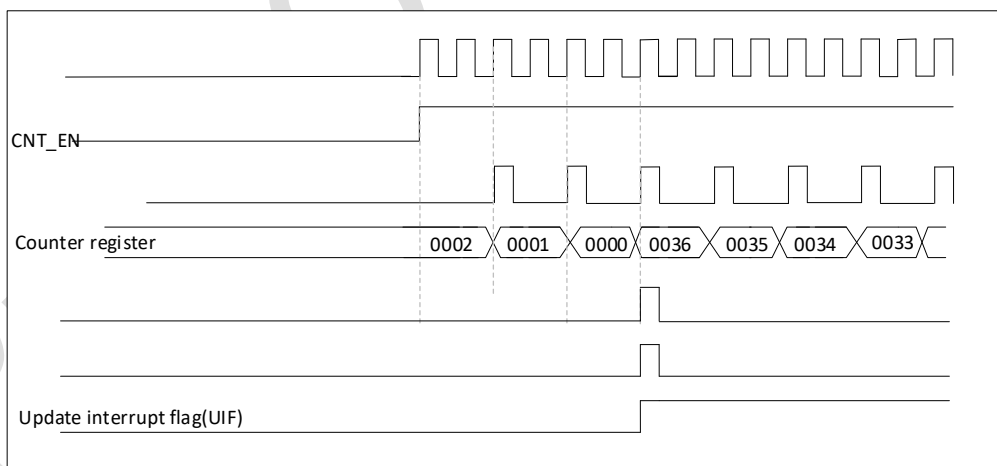 CNT_EN
Counter register
0002 0001 0000 0036 0035 0034 0033
Update interrupt flag(UIF)